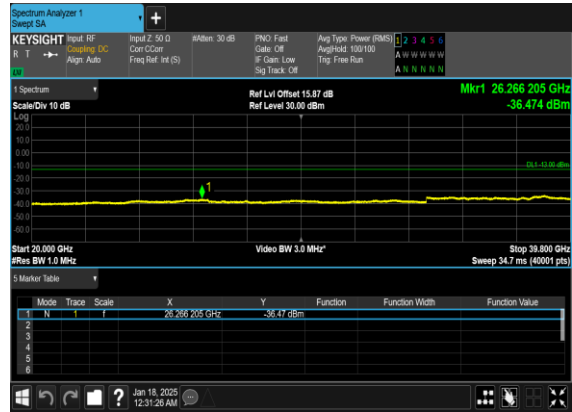 Spectrum Analyzer 1
Swept SA
+
KEYSIGHT Input: RF Input Z: 50 Ω #Atten: 30 dB PNO: Fast Avg Type: Power (RMS) 1 2 3 4 5 6
R T Coupling: DC Corr CCorr Gate: Off Avg|Hold: 100/100 A W W W W W
Align: Auto Freq Ref: Int (S) IF Gain: Low Trig: Free Run
Sig Track: Off A N N N N N
1 Spectrum
Ref Lvl Offset 15.87 dB Mkr1 26.266 205 GHz
Scale/Div 10 dB Ref Level 30.00 dBm -36.474 dBm
Log
20.0
10.0
0.00
-10.0
DL1 -13.00 dBm
-20.0
-30.0
1
-40.0
-50.0
-60.0
Start 20.000 GHz Video BW 3.0 MHz* Stop 39.800 GHz
#Res BW 1.0 MHz Sweep 34.7 ms (40001 pts)
5 Marker Table
Mode Trace Scale X Y Function Function Width Function Value
1 N 1 f 26.266 205 GHz -36.47 dBm
2
3
4
5
6
? Jan 18, 2025
12:31:26 AM